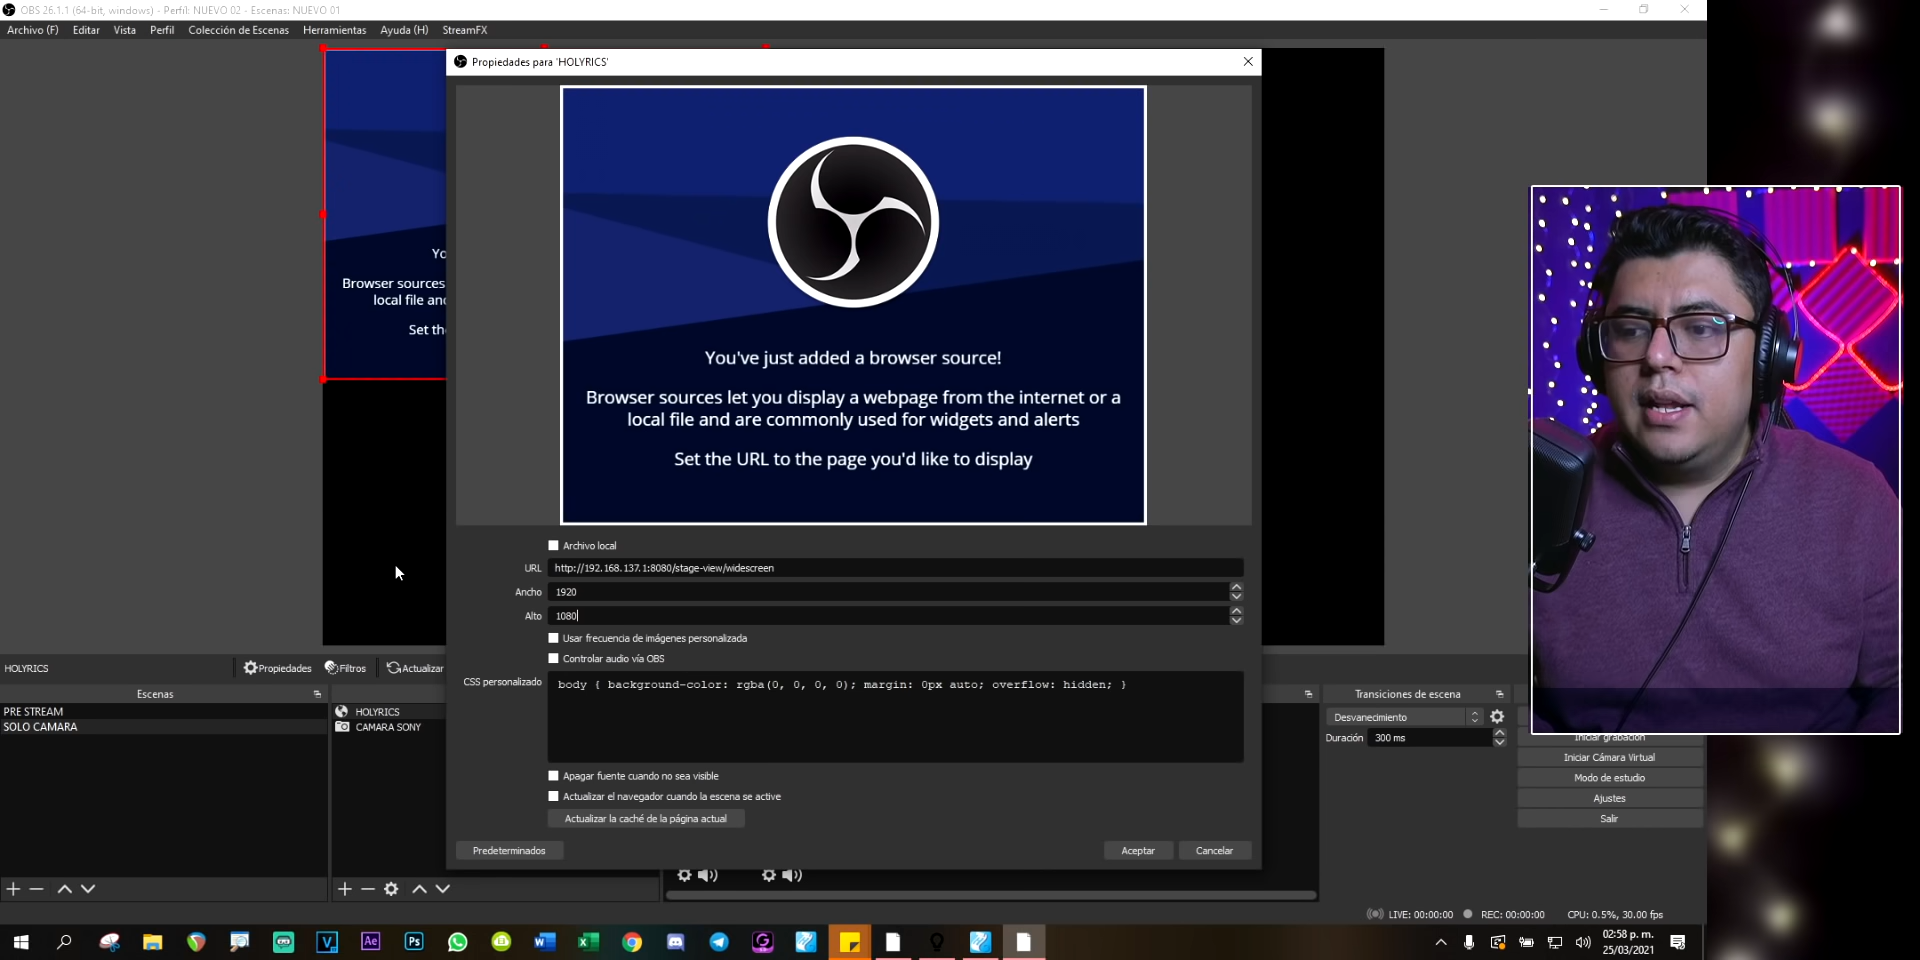 OBS 26.1.1 (64-bit, windows) - Perfil: NUEVO 02 - Escenas: NUEVO 01
Archivo (F) Editar Vista Perfil Colección de Escenas Herramientas Ayuda (H) StreamFX
Propiedades para 'HOLYRICS'
You've just added a browser source!
Browser sources let you display a webpage from the internet or a
local file and are commonly used for widgets and alerts
Set the URL to the page you'd like to display
Yo
Browser sources
local file and
Set th
Archivo local
URL http://192.168.137.1:8080/stage-view/widescreen
Ancho 1920
Alto 1080
Usar frecuencia de imágenes personalizada
Controlar audio vía OBS
CSS personalizado body { background-color: rgba(0, 0, 0, 0); margin: 0px auto; overflow: hidden; }
Apagar fuente cuando no sea visible
Actualizar el navegador cuando la escena se active
Actualizar la caché de la página actual
Predeterminados Aceptar Cancelar
HOLYRICS Propiedades Filtros Actualizar
Escenas
PRE STREAM
SOLO CAMARA
HOLYRICS
CAMARA SONY
Transiciones de escena
Desvanecimiento
Duración 300 ms
Iniciar grabación
Iniciar Cámara Virtual
Modo de estudio
Ajustes
Salir
LIVE: 00:00:00 REC: 00:00:00 CPU: 0.5%, 30.00 fps
V Ae Ps W X
02:58 p. m.
25/03/2021